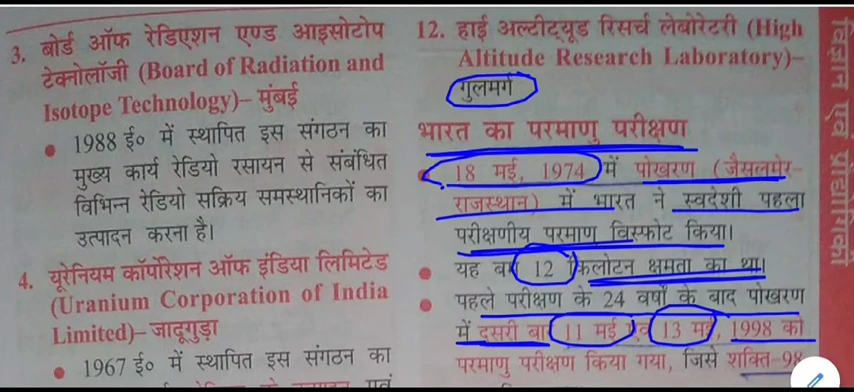 3. बोर्ड ऑफ रेडिएशन एण्ड आइसोटोप
टेक्नोलॉजी (Board of Radiation and
Isotope Technology)– मुंबई
• 1988 ई० में स्थापित इस संगठन का
मुख्य कार्य रेडियो रसायन से संबंधित
विभिन्न रेडियो सक्रिय समस्थानिकों का
उत्पादन करना है।
4. यूरेनियम कॉर्पोरेशन ऑफ इंडिया लिमिटेड
(Uranium Corporation of India
Limited)– जादूगुड़ा
• 1967 ई० में स्थापित इस संगठन का
12. हाई अल्टीट्यूड रिसर्च लेबोरेटरी (High
Altitude Research Laboratory)–
गुलमर्ग
भारत का परमाणु परीक्षण
• 18 मई, 1974 में पोखरण (जैसलमेर-
राजस्थान) में भारत ने स्वदेशी पहला
परीक्षणीय परमाणु विस्फोट किया।
• यह बम 12 किलोटन क्षमता का था।
• पहले परीक्षण के 24 वर्षों के बाद पोखरण
में दूसरी बार 11 मई एवं 13 मई, 1998 को
परमाणु परीक्षण किया गया, जिसे शक्ति-98
विज्ञान एवं प्रौद्योगिकी